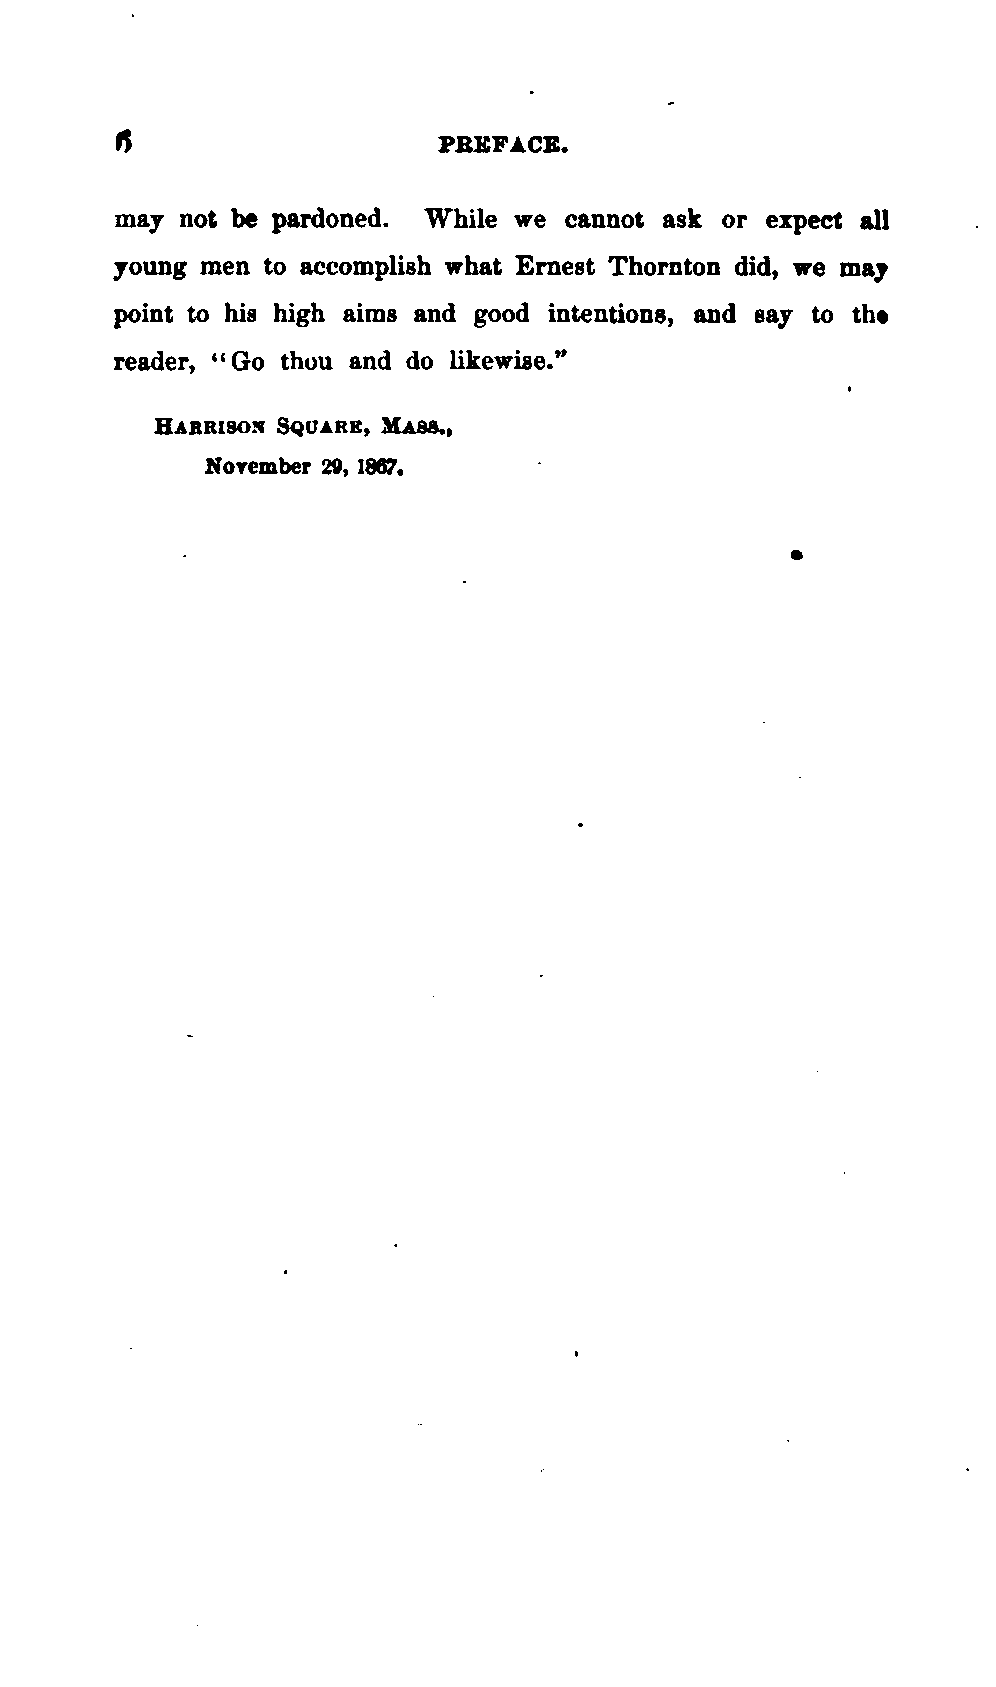 6 PREFACE.
may not be pardoned. While we cannot ask or expect all
young men to accomplish what Ernest Thornton did, we may
point to his high aims and good intentions, and say to the
reader, “Go thou and do likewise.”
HARRISON SQUARE, MASS.,
November 29, 1867.